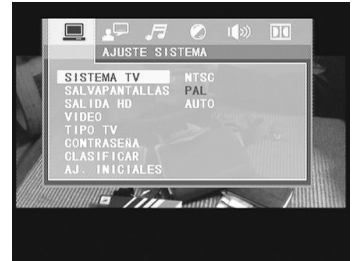 AJUSTE SISTEMA
SISTEMA TV NTSC
SALVAPANTALLAS PAL
SALIDA HD AUTO
VIDEO
TIPO TV
CONTRASEÑA
CLASIFICAR
AJ. INICIALES